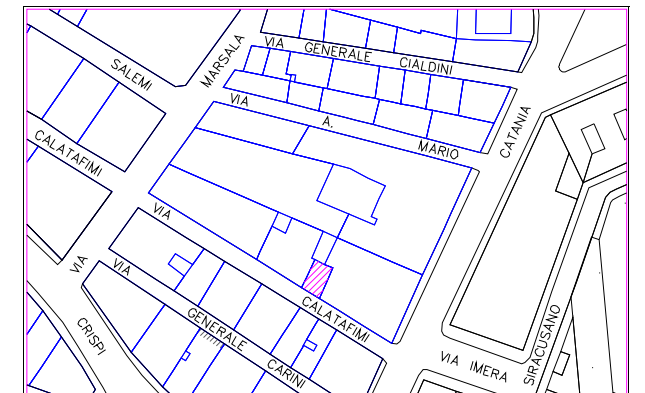 VIA GENERALE CIALDINI
MARSALA
SALEMI
VIA A. MARIO
CATANIA
CALATAFIMI
VIA CALATAFIMI
VIA
VIA GENERALE CARINI
CRISPI
VIA IMERA
SIRACUSANO